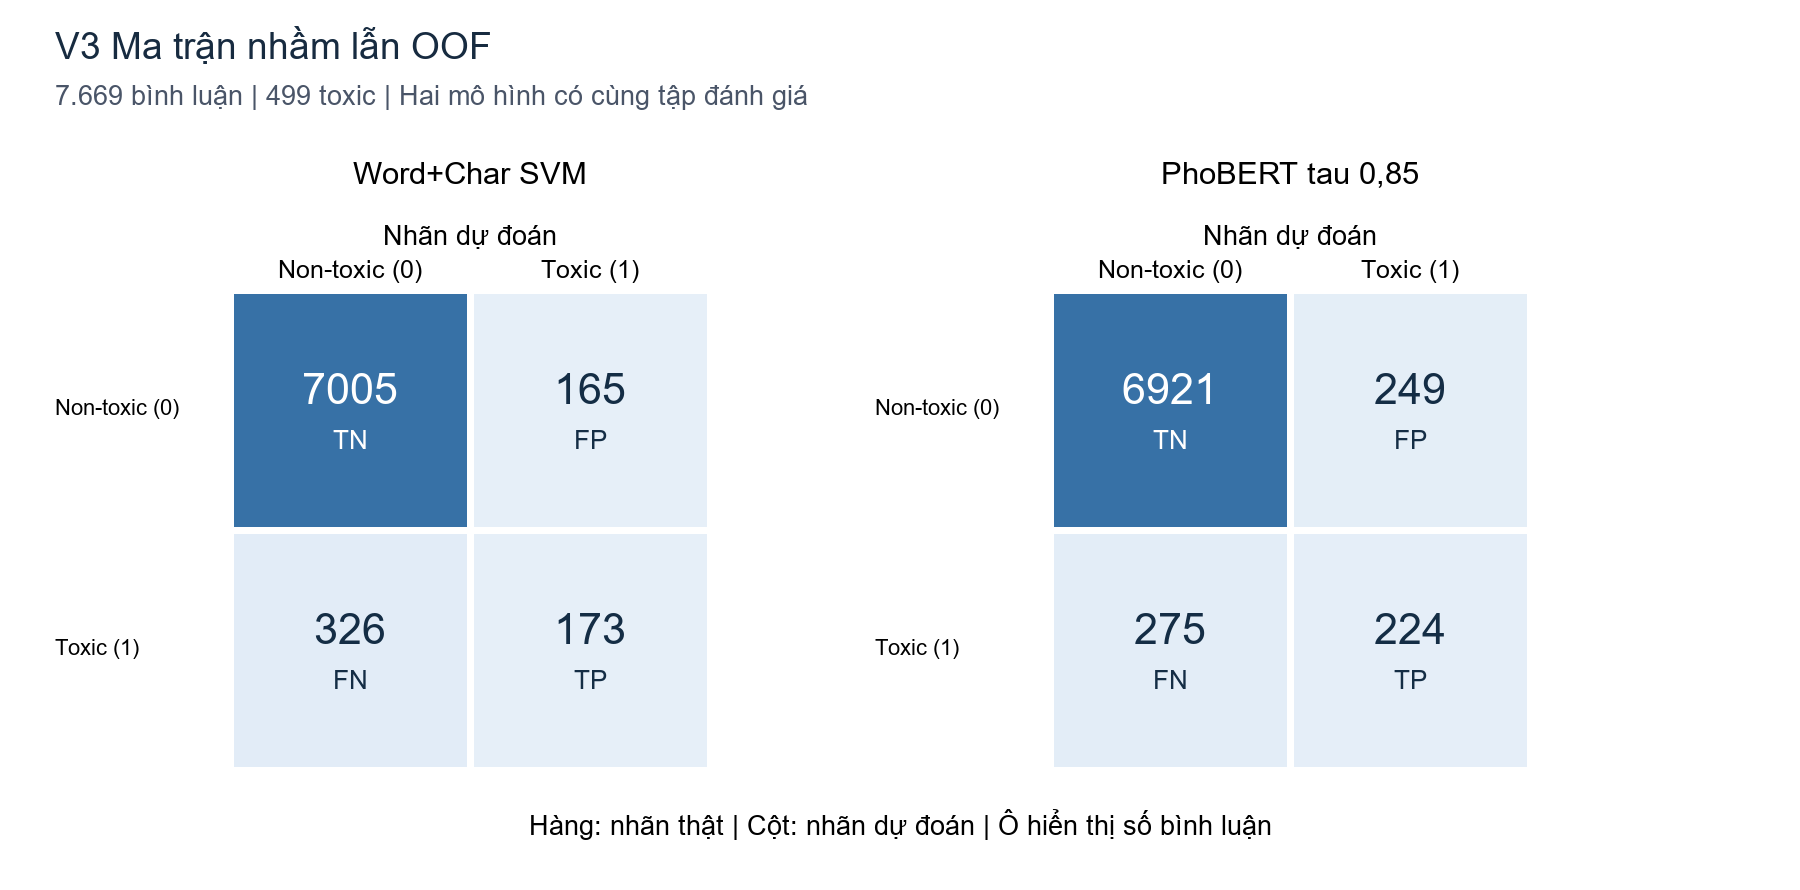 V3 Ma trận nhầm lẫn OOF
7.669 bình luận | 499 toxic | Hai mô hình có cùng tập đánh giá
Word+Char SVM
Nhãn dự đoán
Non-toxic (0) Toxic (1)
Non-toxic (0)
7005 165
TN FP
Toxic (1)
326 173
FN TP
PhoBERT tau 0,85
Nhãn dự đoán
Non-toxic (0) Toxic (1)
Non-toxic (0)
6921 249
TN FP
Toxic (1)
275 224
FN TP
Hàng: nhãn thật | Cột: nhãn dự đoán | Ô hiển thị số bình luận